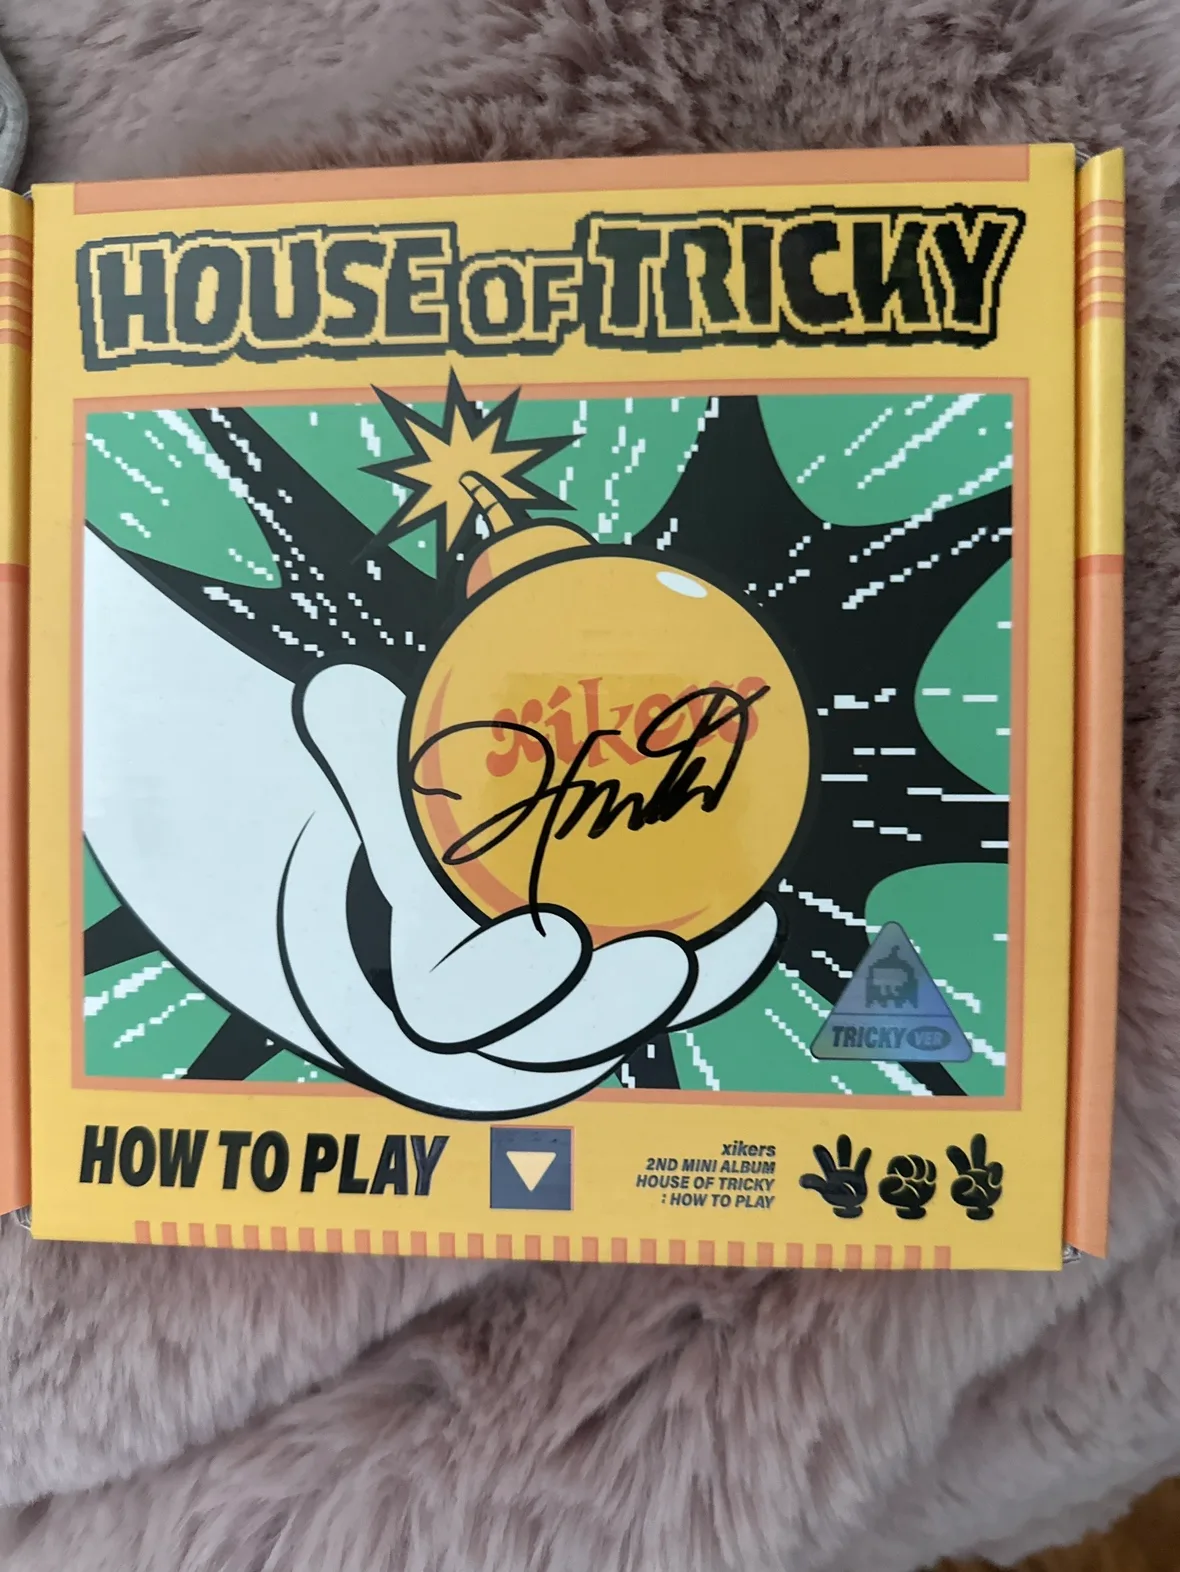 HOUSE OF TRICKY
xikers
TRICKY VER
HOW TO PLAY
xikers
2ND MINI ALBUM
HOUSE OF TRICKY
: HOW TO PLAY